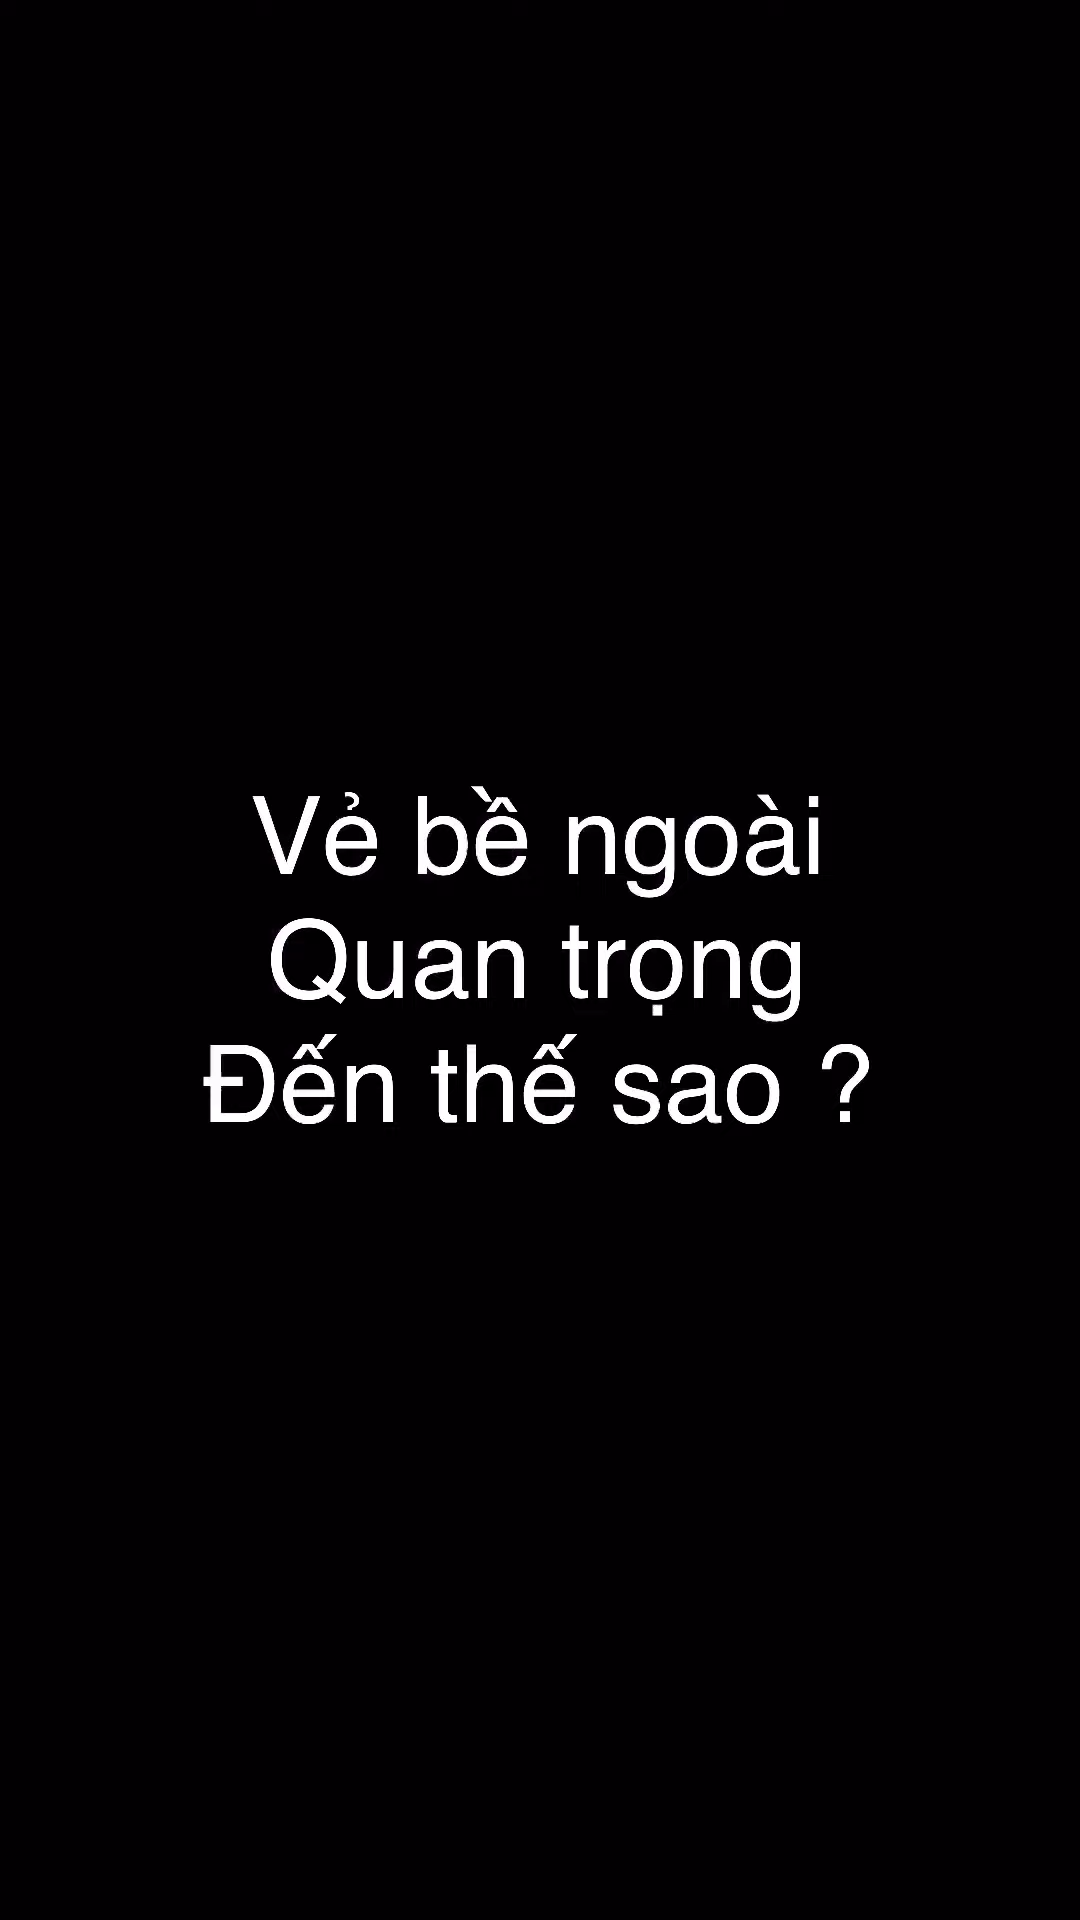 Vẻ bề ngoài
Quan trọng
Đến thế sao ?